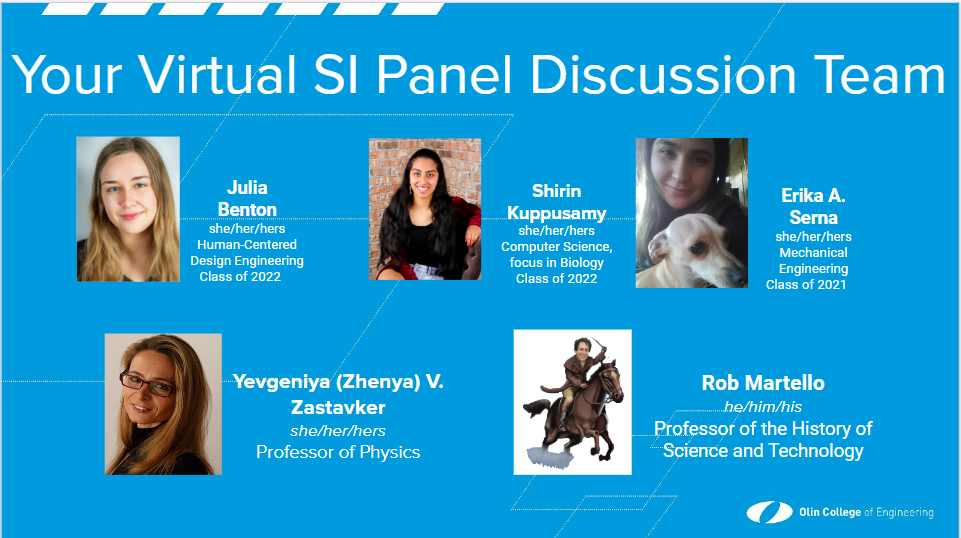 Your Virtual SI Panel Discussion Team
Julia
Benton
she/her/hers
Human-Centered
Design Engineering
Class of 2022
Shirin
Kuppusamy
she/her/hers
Computer Science,
focus in Biology
Class of 2022
Erika A.
Serna
she/her/hers
Mechanical
Engineering
Class of 2021
Yevgeniya (Zhenya) V.
Zastavker
she/her/hers
Professor of Physics
Rob Martello
he/him/his
Professor of the History of
Science and Technology
Olin College of Engineering